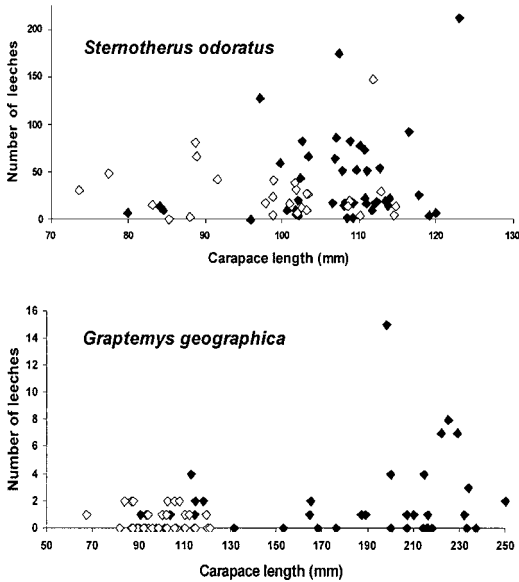 Sternotherus odoratus
Number of leeches
200
150
100
50
0
70 80 90 100 110 120 130
Carapace length (mm)
Graptemys geographica
Number of leeches
16
14
12
10
8
6
4
2
0
50 70 90 110 130 150 170 190 210 230 250
Carapace length (mm)